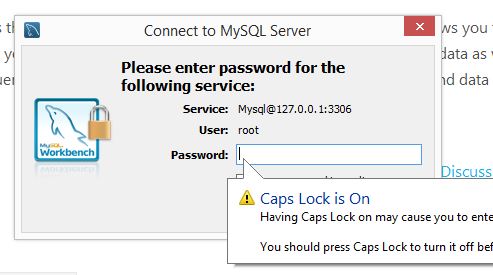 Connect to MySQL Server
ows you
data as
nd data
Please enter password for the
following service:
Service: Mysql@127.0.0.1:3306
User: root
Password:
MySQL
Workbench
Discuss
Caps Lock is On
Having Caps Lock on may cause you to ente
You should press Caps Lock to turn it off bef